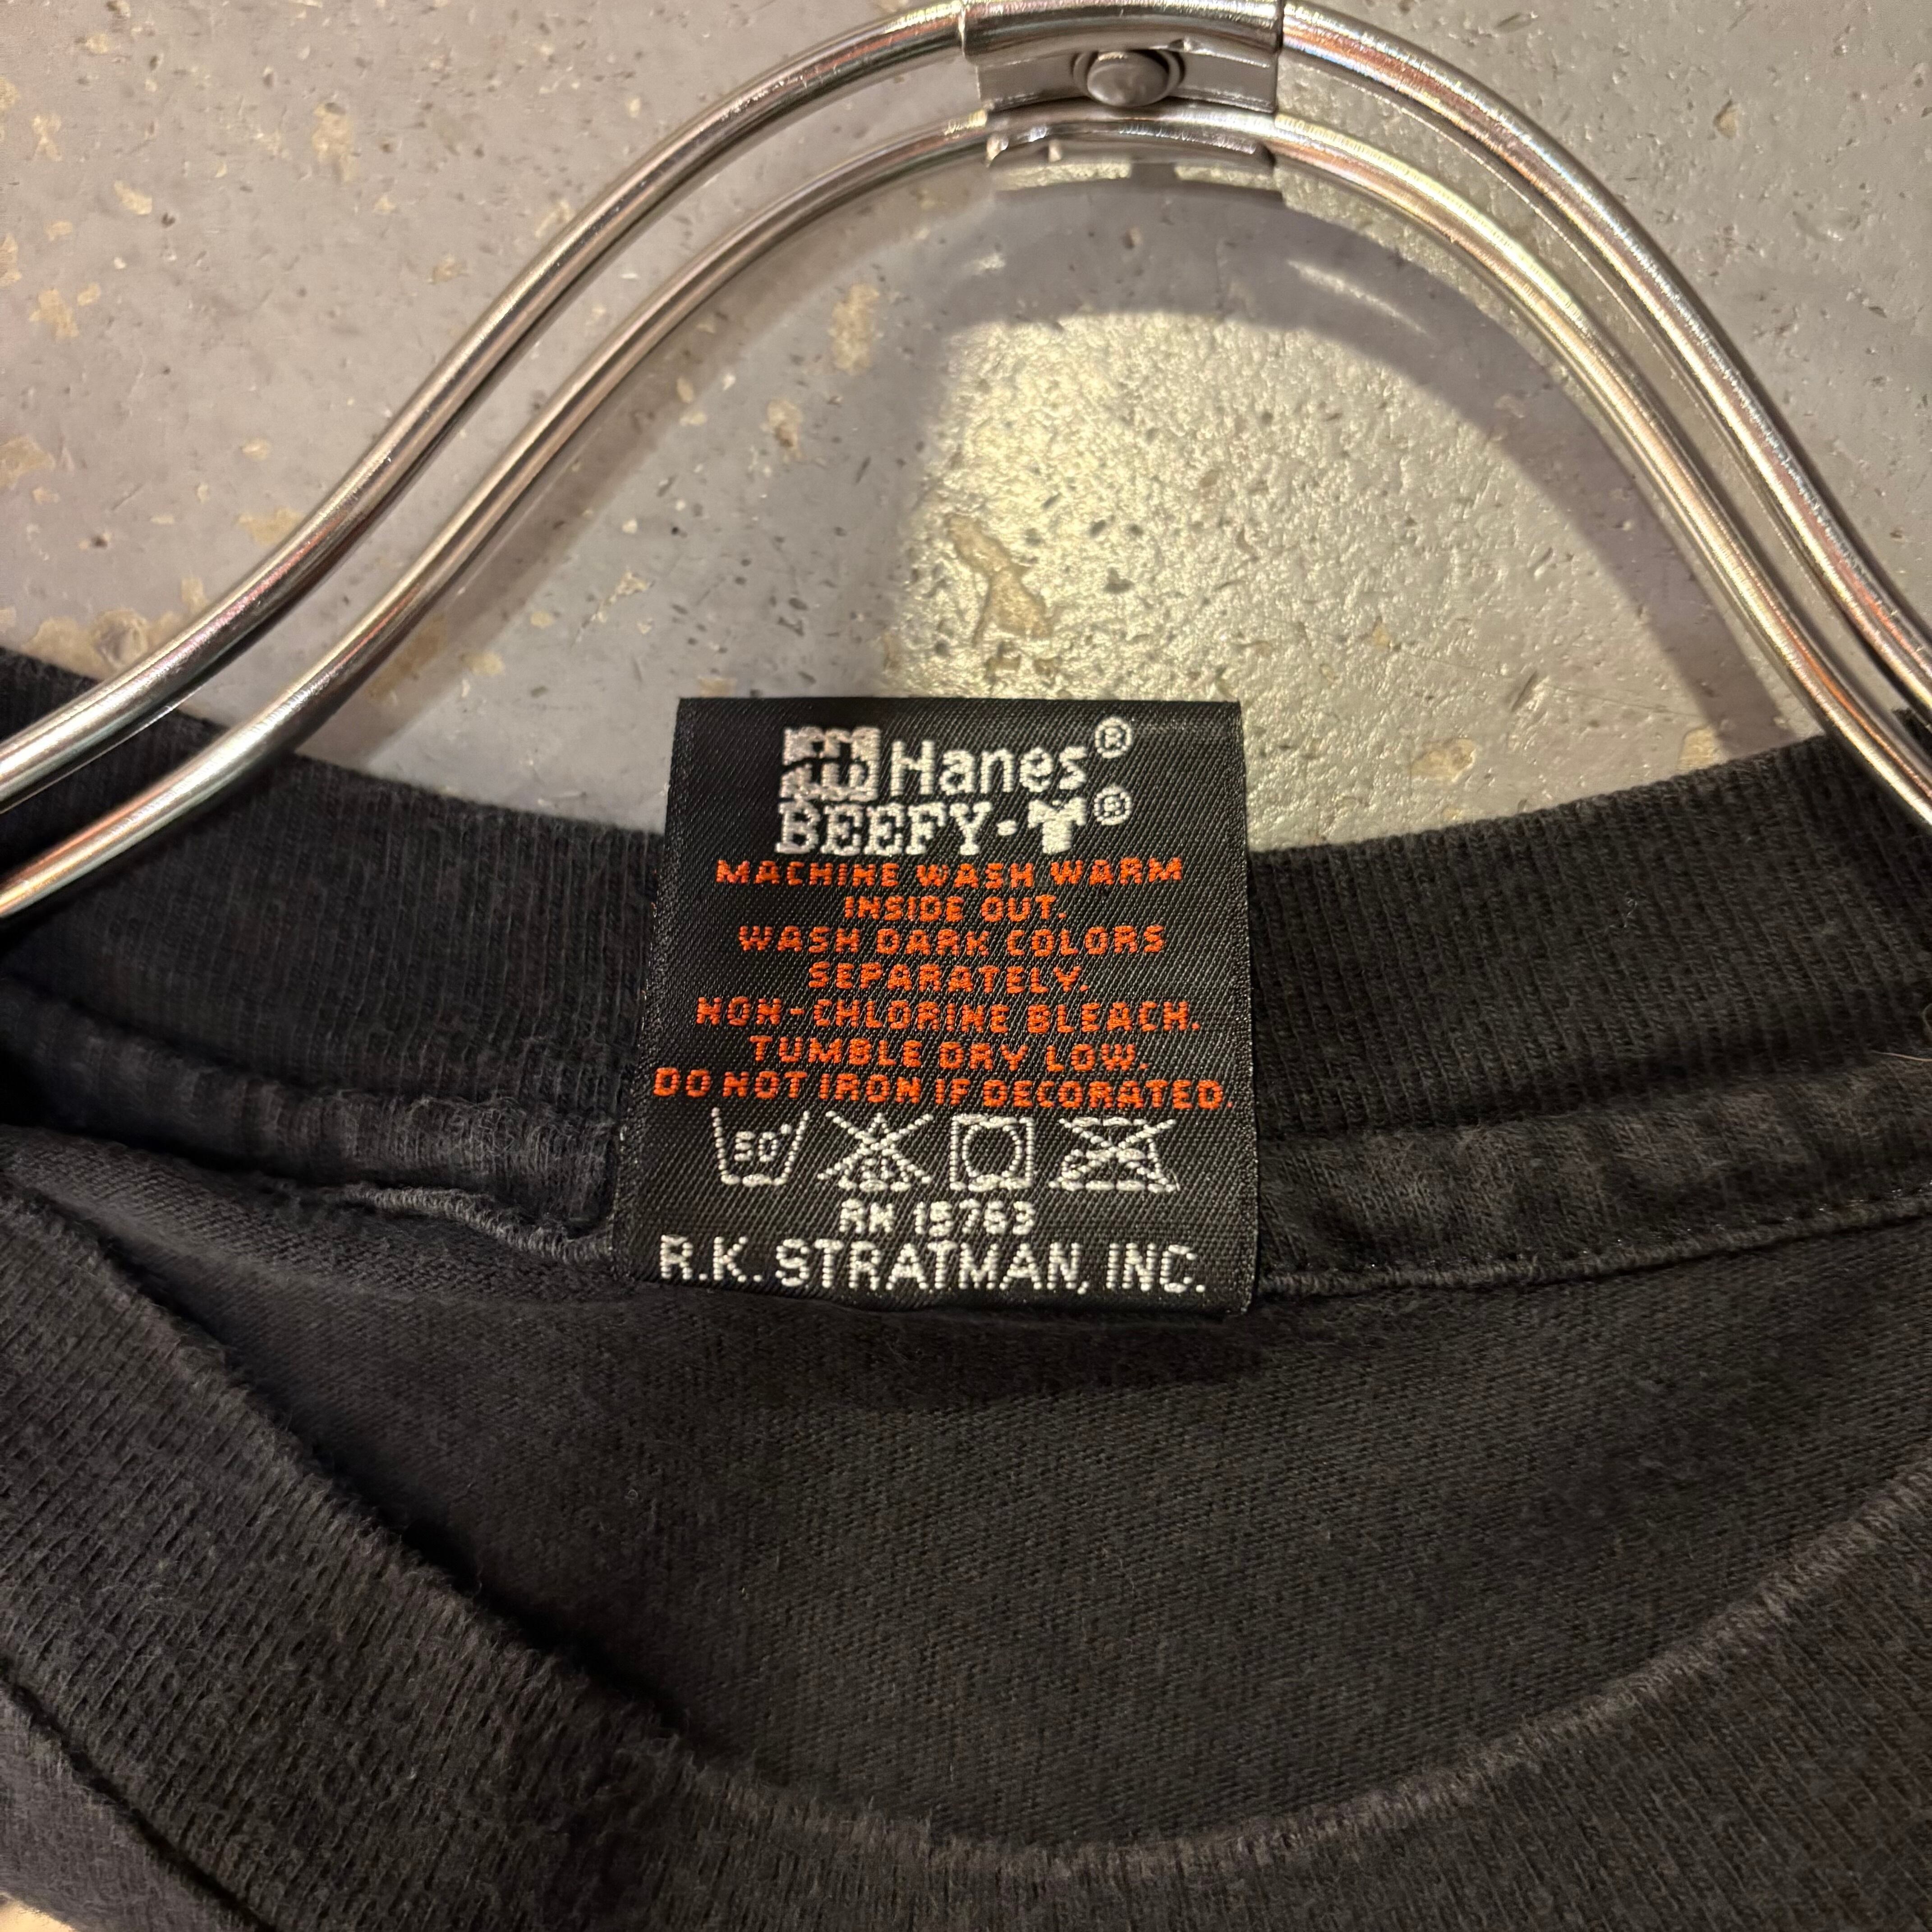 Hanes®
BEEFY-T®
MACHINE WASH WARM
INSIDE OUT.
WASH DARK COLORS
SEPARATELY.
NON-CHLORINE BLEACH.
TUMBLE DRY LOW.
DO NOT IRON IF DECORATED.
50°
CL
RN 15763
R.K. STRATMAN, INC.